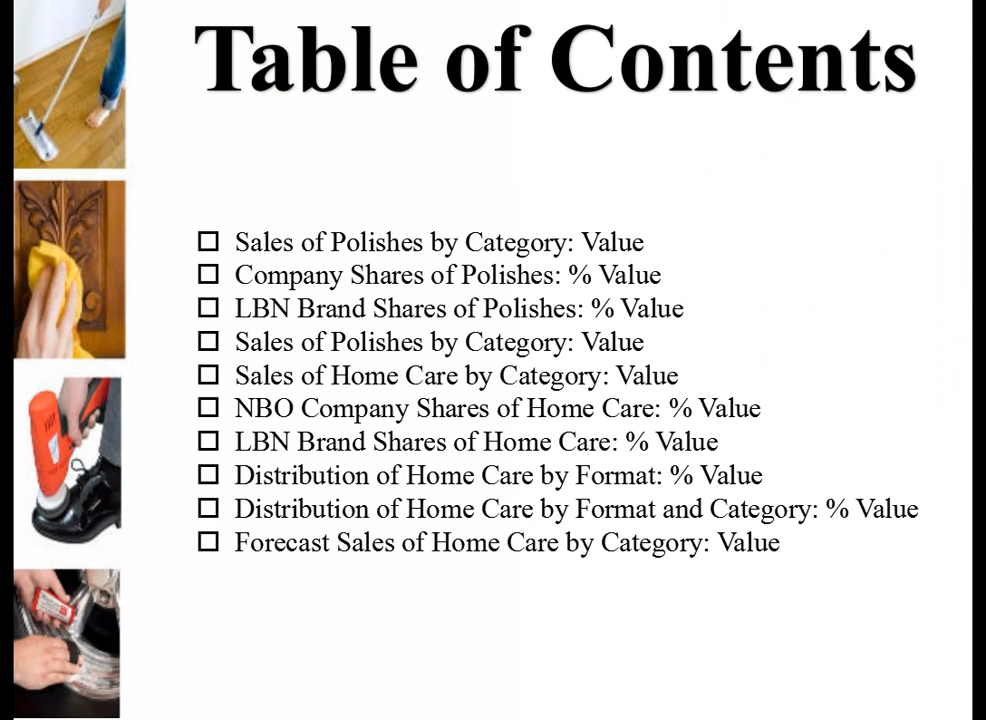 Table of Contents
Sales of Polishes by Category: Value
Company Shares of Polishes: % Value
LBN Brand Shares of Polishes: % Value
Sales of Polishes by Category: Value
Sales of Home Care by Category: Value
NBO Company Shares of Home Care: % Value
LBN Brand Shares of Home Care: % Value
Distribution of Home Care by Format: % Value
Distribution of Home Care by Format and Category: % Value
Forecast Sales of Home Care by Category: Value